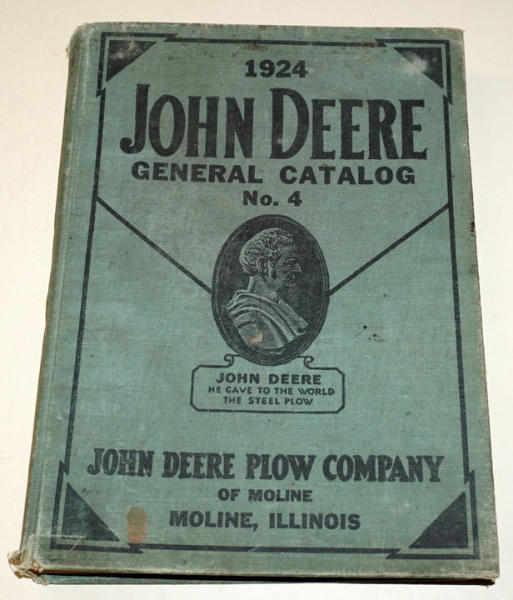 1924
JOHN DEERE
GENERAL CATALOG
No. 4
JOHN DEERE
HE GAVE TO THE WORLD
THE STEEL PLOW
JOHN DEERE PLOW COMPANY
OF MOLINE
MOLINE, ILLINOIS